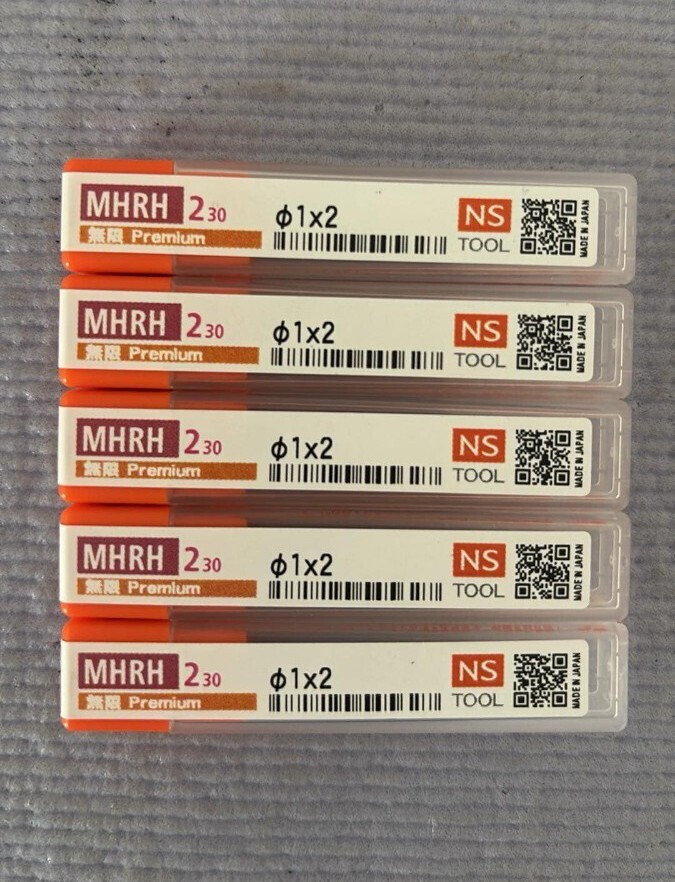 MHRH 230
無限 Premium
φ1x2
NS
TOOL
MADE IN JAPAN
MHRH 230
無限 Premium
φ1x2
NS
TOOL
MADE IN JAPAN
MHRH 230
無限 Premium
φ1x2
NS
TOOL
MADE IN JAPAN
MHRH 230
無限 Premium
φ1x2
NS
TOOL
MADE IN JAPAN
MHRH 230
無限 Premium
φ1x2
NS
TOOL
MADE IN JAPAN